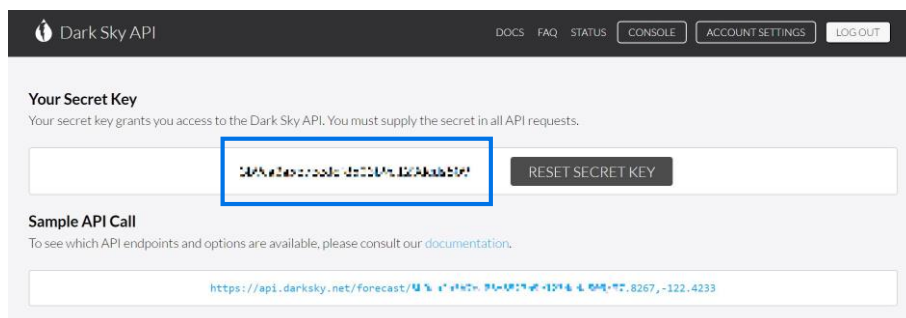 Dark Sky API
DOCS FAQ STATUS CONSOLE ACCOUNT SETTINGS LOG OUT
Your Secret Key
Your secret key grants you access to the Dark Sky API. You must supply the secret in all API requests.
RESET SECRET KEY
Sample API Call
To see which API endpoints and options are available, please consult our documentation.
https://api.darksky.net/forecast/ .8267,-122.4233